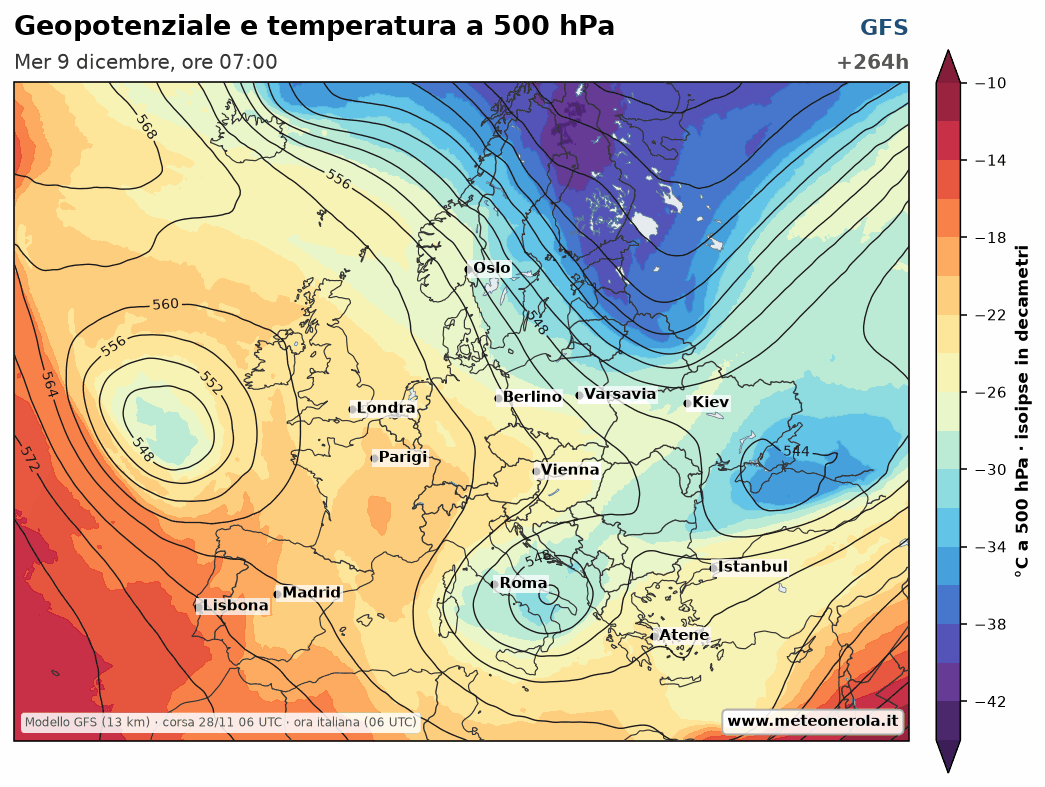 Geopotenziale e temperatura a 500 hPa
GFS
Mer 9 dicembre, ore 07:00
+264h
568
556
560
556
552
564
548
572
548
544
548
Oslo
Berlino
Varsavia
Kiev
Londra
Parigi
Vienna
Roma
Istanbul
Madrid
Lisbona
Atene
Modello GFS (13 km) · corsa 28/11 06 UTC · ora italiana (06 UTC)
www.meteonerola.it
−10
−14
−18
−22
−26
−30
−34
−38
−42
°C a 500 hPa · isoipse in decametri